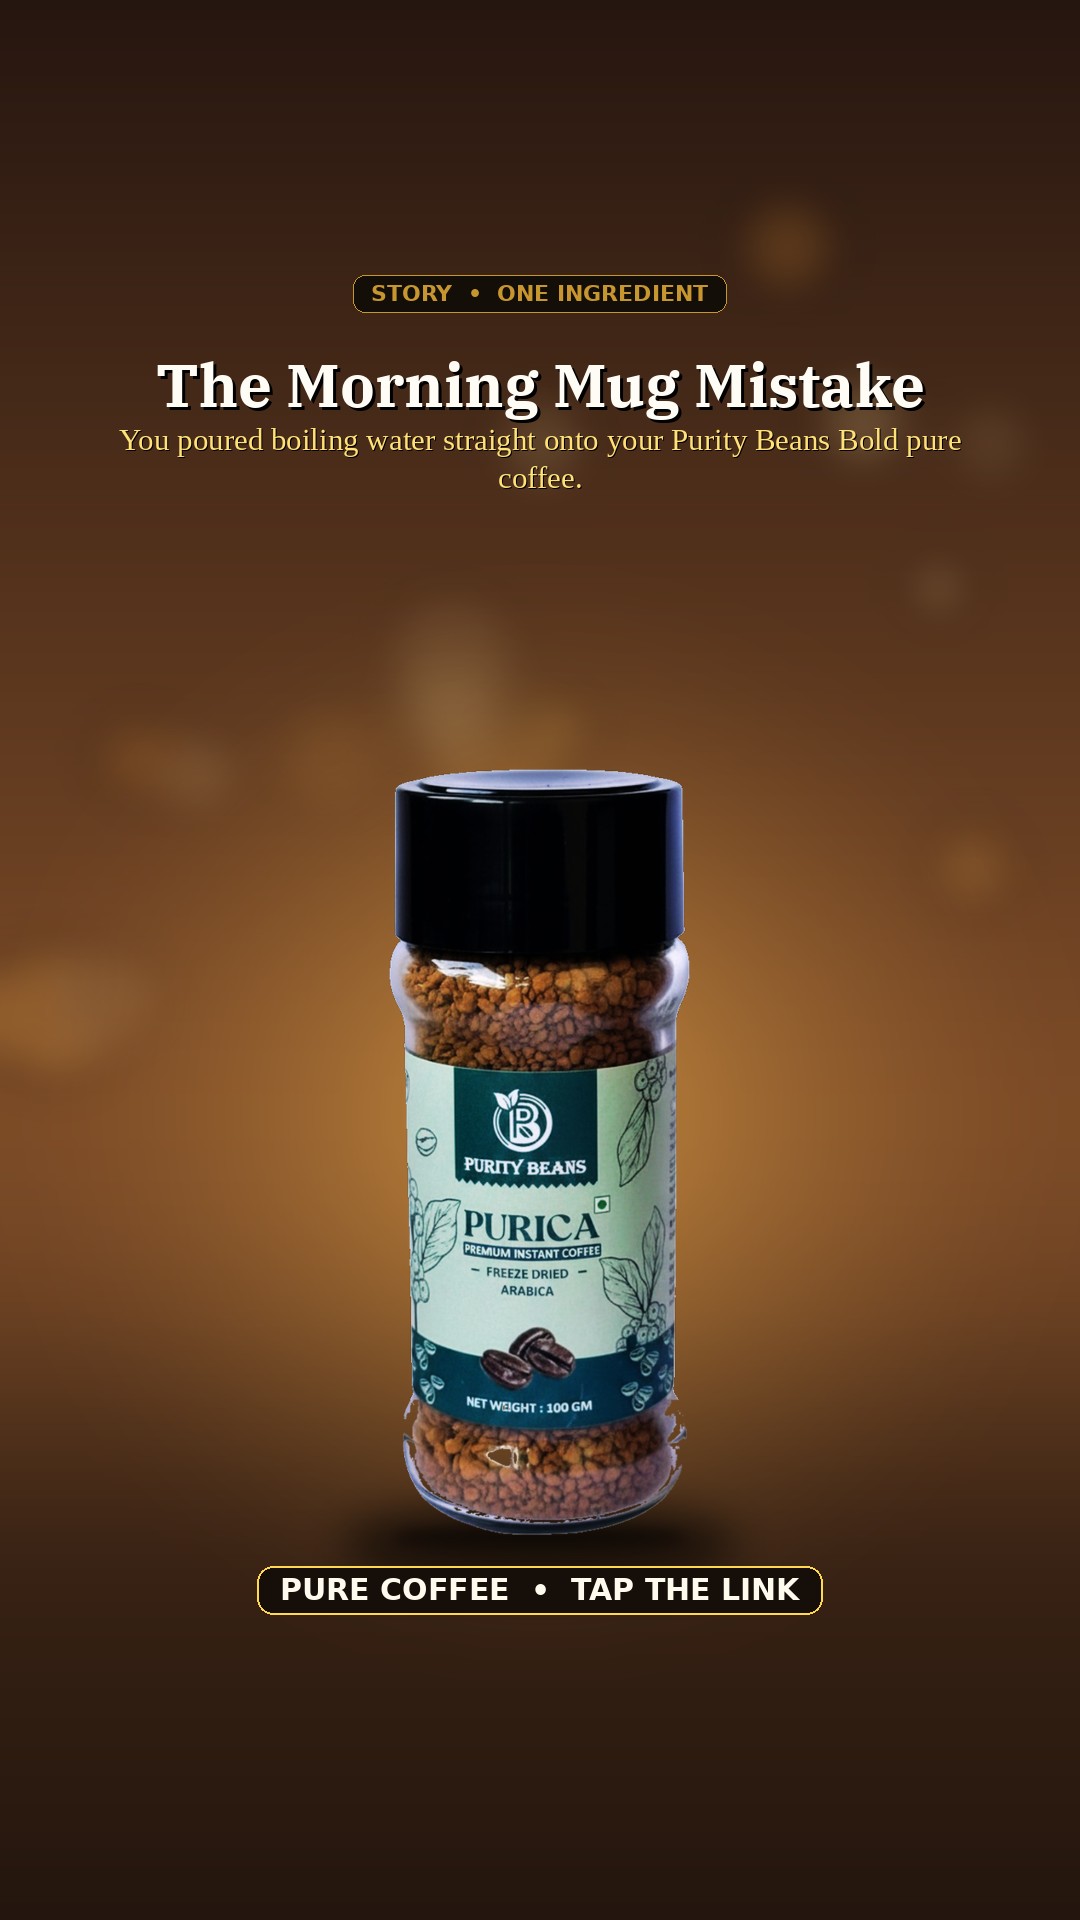 STORY • ONE INGREDIENT
The Morning Mug Mistake
You poured boiling water straight onto your Purity Beans Bold pure
coffee.
PURITY BEANS
PURICA
PREMIUM INSTANT COFFEE
– FREEZE DRIED –
ARABICA
NET WEIGHT : 100 GM
PURE COFFEE • TAP THE LINK